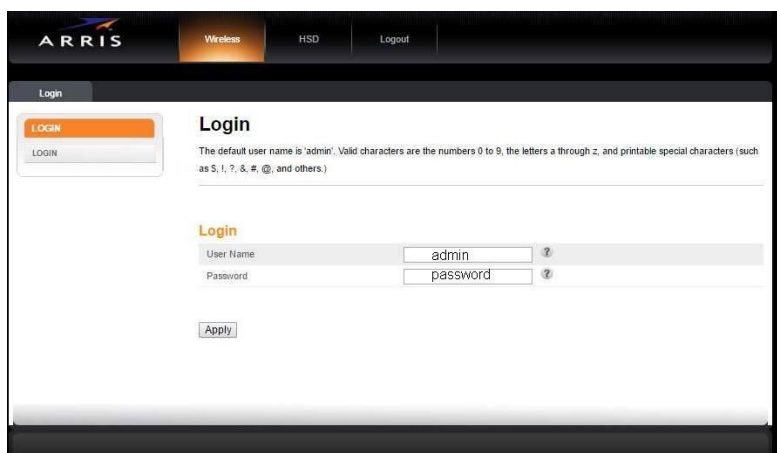 ARRIS
Wireless HSD Logout
Login
LOGIN
LOGIN
Login
The default user name is 'admin'. Valid characters are the numbers 0 to 9, the letters a through z, and printable special characters (such
as $, !, ?, &, #, @, and others.)
Login
User Name admin ?
Password password ?
Apply